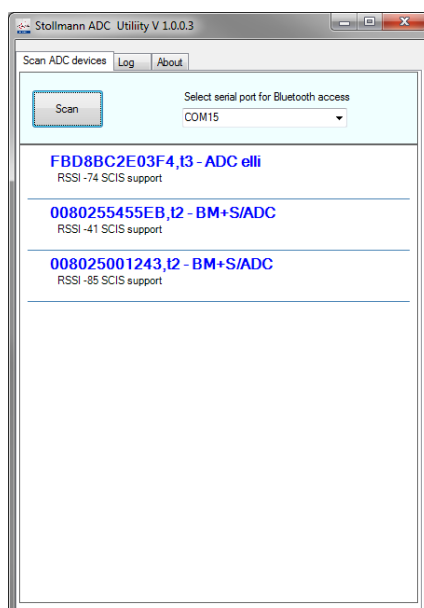 Stollmann ADC Utiliity V 1.0.0.3
Scan ADC devices Log About
Select serial port for Bluetooth access
Scan
COM15
FBD8BC2E03F4,t3 - ADC elli
RSSI -74 SCIS support
0080255455EB,t2 - BM+S/ADC
RSSI -41 SCIS support
008025001243,t2 - BM+S/ADC
RSSI -85 SCIS support